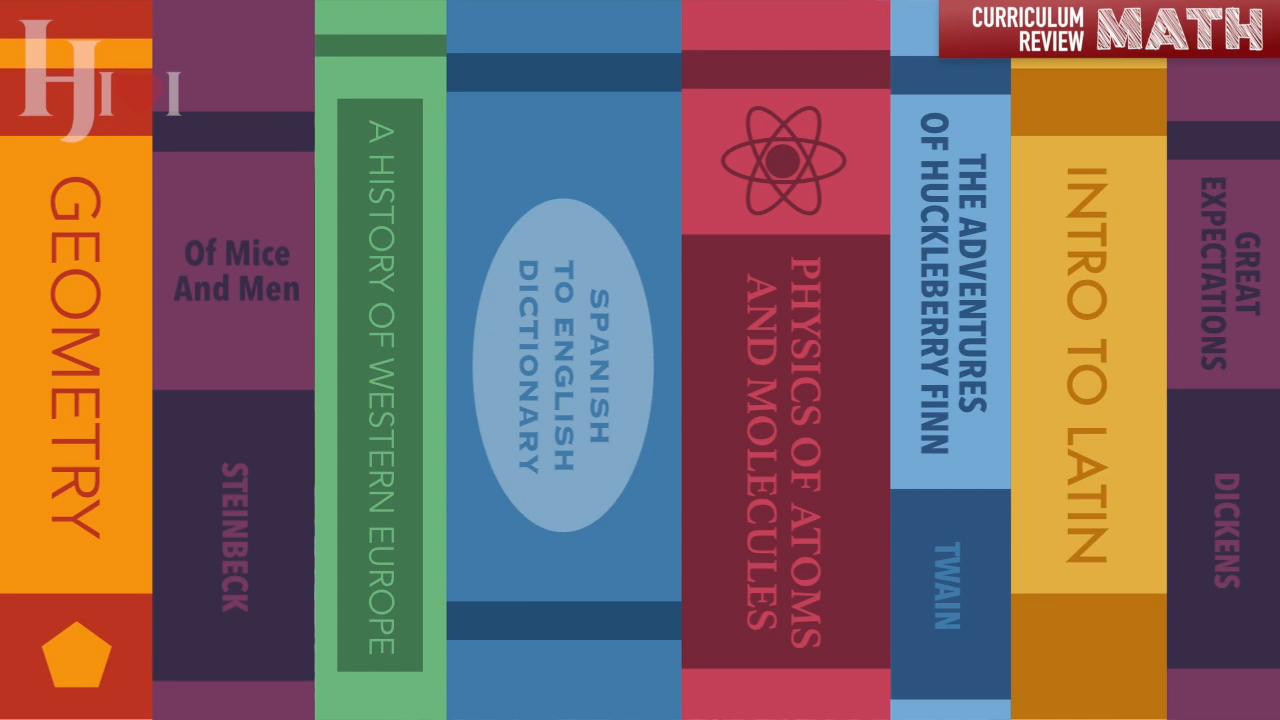 CURRICULUM
REVIEW
MATH
GEOMETRY
Of Mice
And Men
STEINBECK
A HISTORY OF WESTERN EUROPE
SPANISH
TO ENGLISH
DICTIONARY
PHYSICS OF ATOMS
AND MOLECULES
THE ADVENTURES
OF HUCKLEBERRY FINN
TWAIN
INTRO TO LATIN
GREAT
EXPECTATIONS
DICKENS